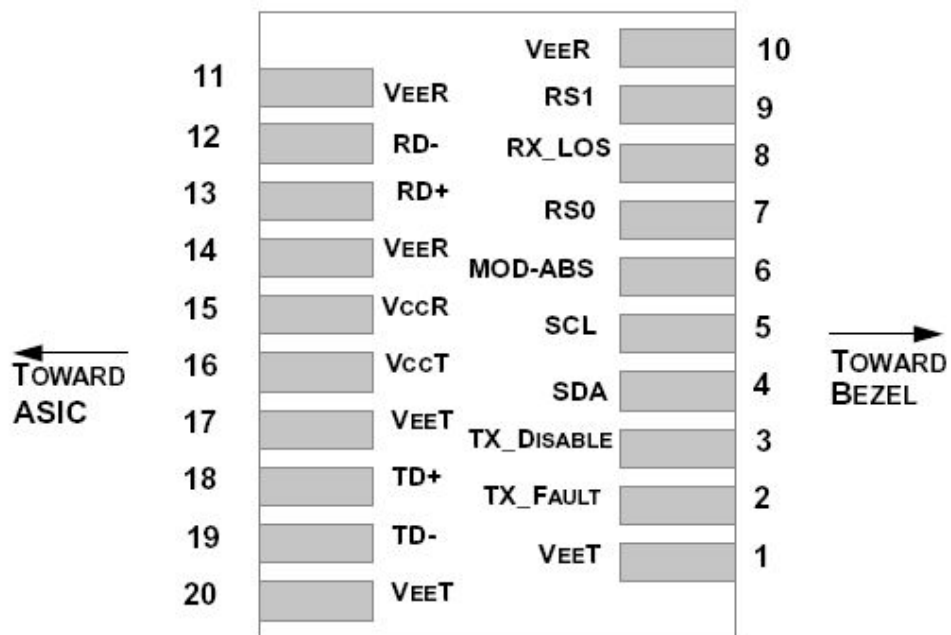 11 VEER
12 RD-
13 RD+
14 VEER
15 VCCR
16 VCCT
17 VEET
18 TD+
19 TD-
20 VEET
VEER 10
RS1 9
RX_LOS 8
RS0 7
MOD-ABS 6
SCL 5
SDA 4
TX_DISABLE 3
TX_FAULT 2
VEET 1
TOWARD
ASIC
TOWARD
BEZEL